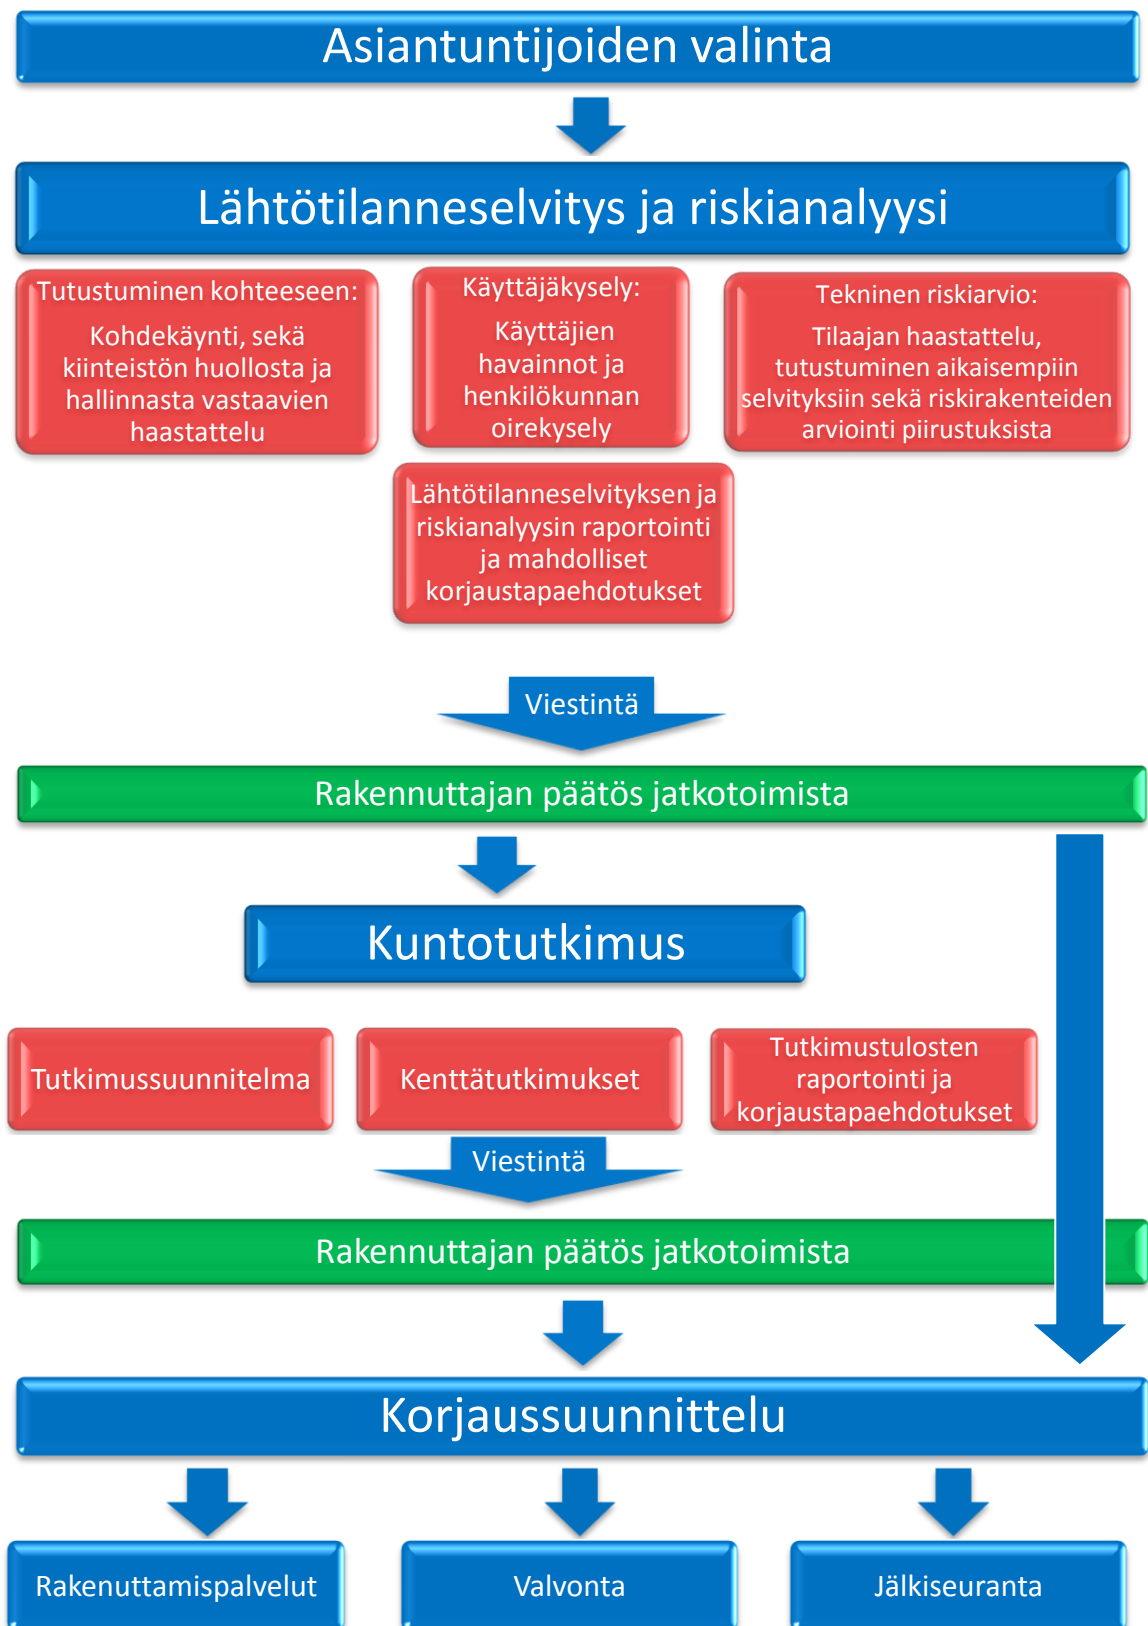 Asiantuntijoiden valinta
Lähtötilanneselvitys ja riskianalyysi
Tutustuminen kohteeseen:
Kohdekäynti, sekä
kiinteistön huollosta ja
hallinnasta vastaavien
haastattelu
Käyttäjäkysely:
Käyttäjien
havainnot ja
henkilökunnan
oirekysely
Tekninen riskiarvio:
Tilaajan haastattelu,
tutustuminen aikaisempiin
selvityksiin sekä riskirakenteiden
arviointi piirustuksista
Lähtötilanneselvityksen ja
riskianalyysin raportointi
ja mahdolliset
korjaustapaehdotukset
Viestintä
Rakennuttajan päätös jatkotoimista
Kuntotutkimus
Tutkimussuunnitelma
Kenttätutkimukset
Tutkimustulosten
raportointi ja
korjaustapaehdotukset
Viestintä
Rakennuttajan päätös jatkotoimista
Korjaussuunnittelu
Rakenuttamispalvelut
Valvonta
Jälkiseuranta